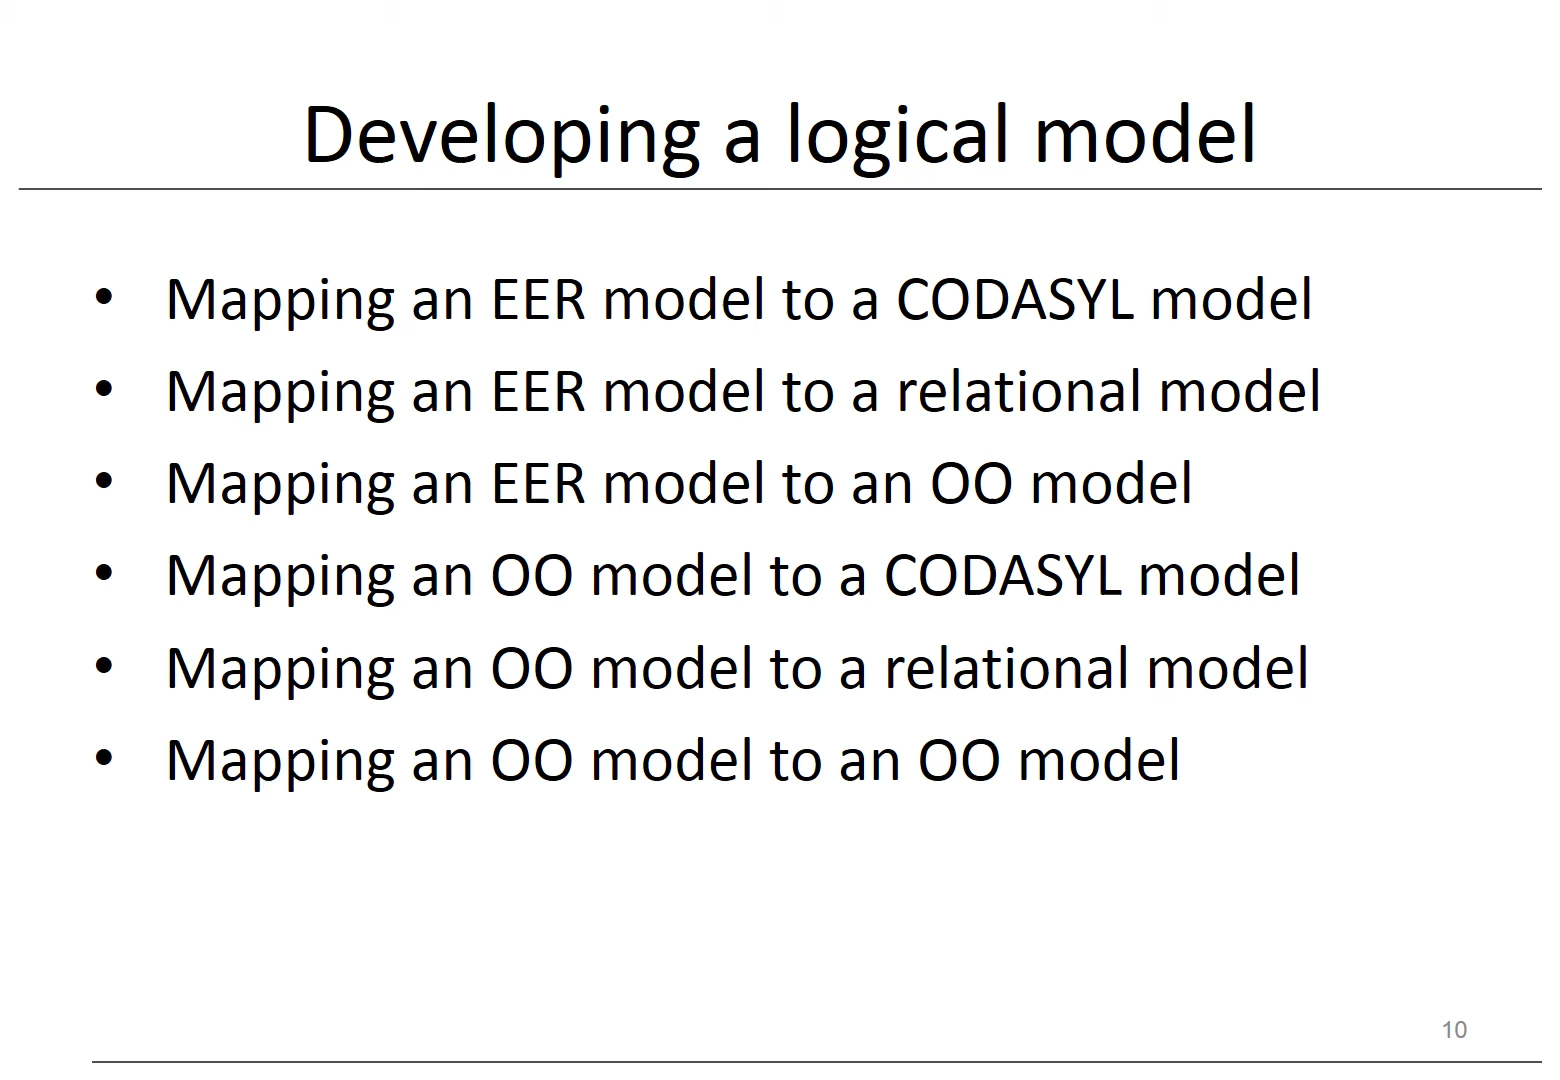 Developing a logical model
• Mapping an EER model to a CODASYL model
• Mapping an EER model to a relational model
• Mapping an EER model to an OO model
• Mapping an OO model to a CODASYL model
• Mapping an OO model to a relational model
• Mapping an OO model to an OO model
10